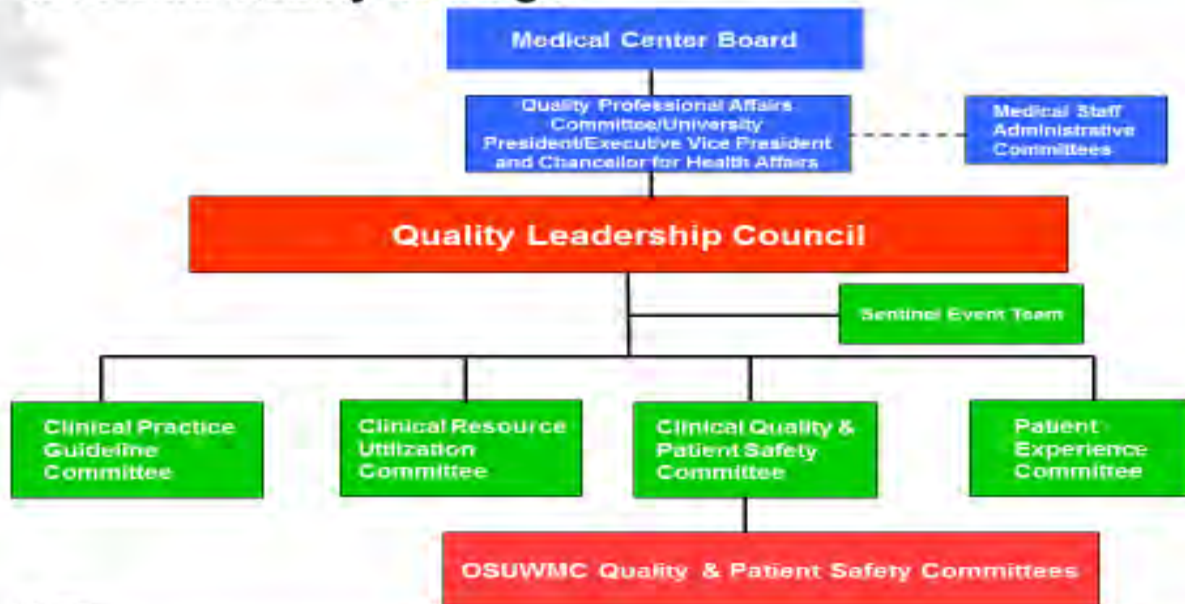 Medical Center Board
Quality Professional Affairs
Committee/University
President/Executive Vice President
and Chancellor for Health Affairs
Medical Staff
Administrative
Committees
Quality Leadership Council
Sentinel Event Team
Clinical Practice
Guideline
Committee
Clinical Resource
Utilization
Committee
Clinical Quality &
Patient Safety
Committee
Patient
Experience
Committee
OSUWMC Quality & Patient Safety Committees